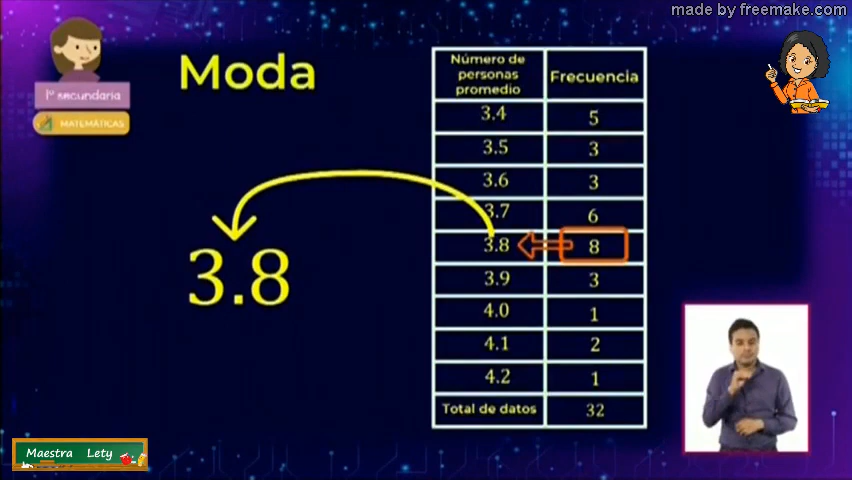 made by freemake.com
Moda
1° secundaria
MATEMÁTICAS
Número de
personas
promedio
Frecuencia
3.4 5
3.5 3
3.6 3
3.7 6
3.8 8
3.9 3
4.0 1
4.1 2
4.2 1
Total de datos 32
3.8
Maestra Lety